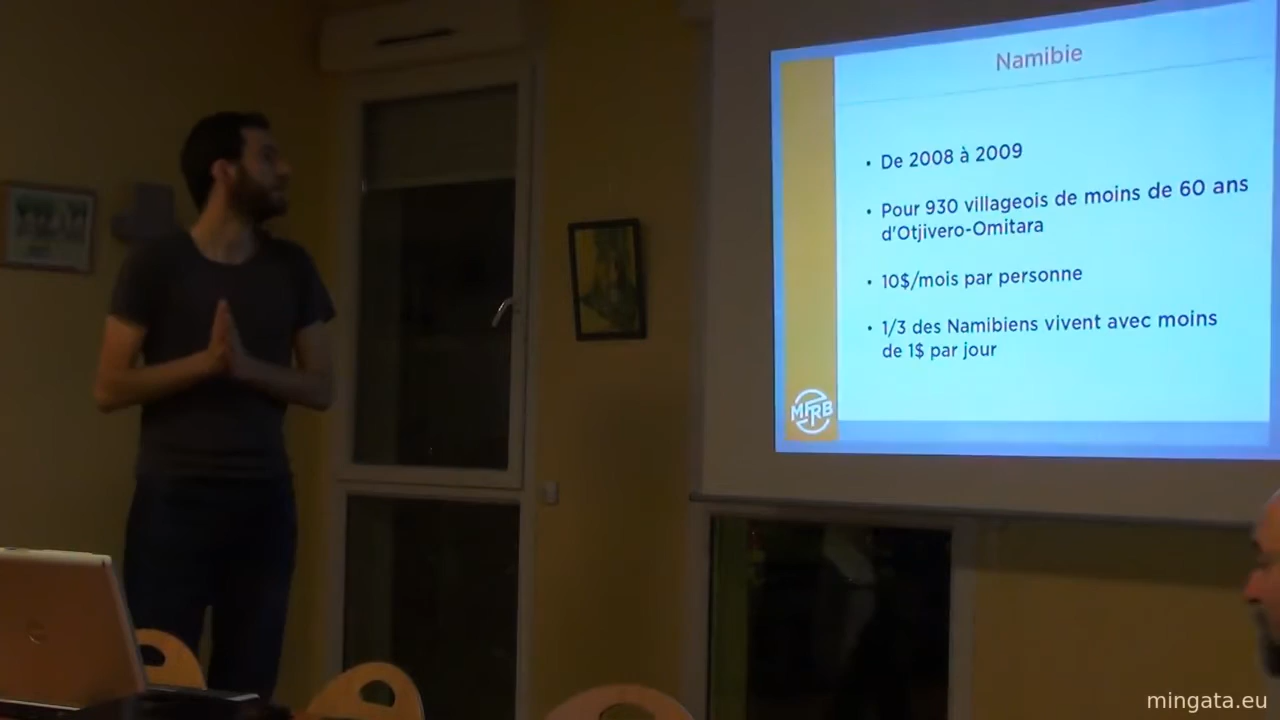 Namibie
• De 2008 à 2009
• Pour 930 villageois de moins de 60 ans
d'Otjivero-Omitara
• 10$/mois par personne
• 1/3 des Namibiens vivent avec moins
de 1$ par jour
MFRB
mingata.eu